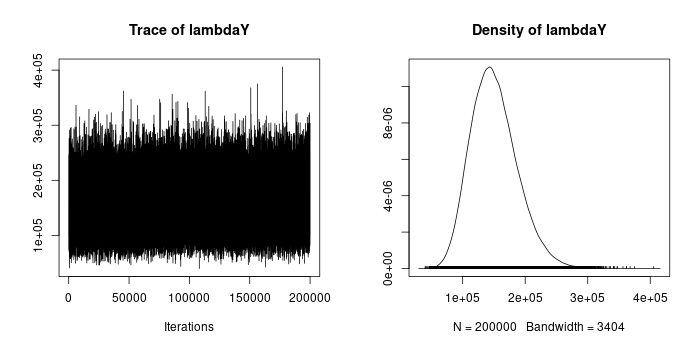 Trace of lambdaY
4e+05
3e+05
2e+05
1e+05
0 50000 100000 150000 200000
Iterations
Density of lambdaY
8e-06
4e-06
0e+00
1e+05 2e+05 3e+05 4e+05
N = 200000 Bandwidth = 3404